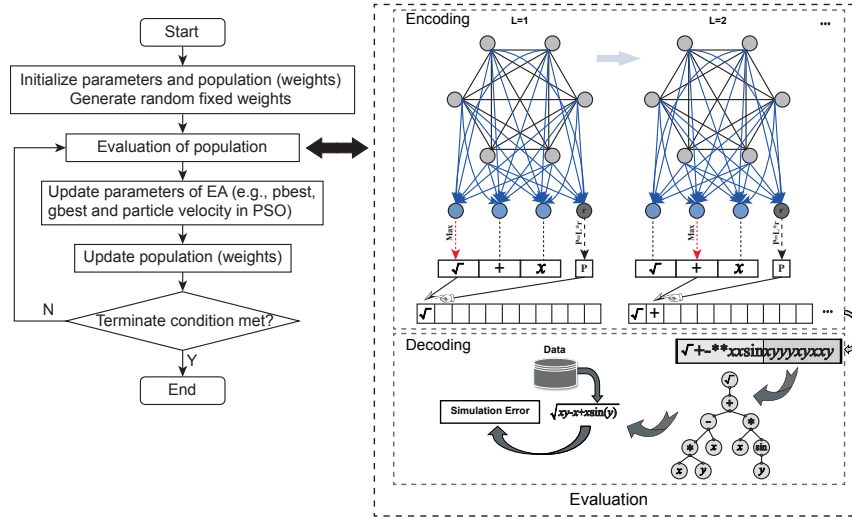 Start
Initialize parameters and population (weights)
Generate random fixed weights
Evaluation of population
Update parameters of EA (e.g., pbest,
gbest and particle velocity in PSO)
Update population (weights)
N
Terminate condition met?
Y
End
Encoding
L=1
L=2
...
r
r
Max
P=L*r
Max
P=L*r
√ + x P
√ + x P
√
√ +
...
Decoding
Data
Simulation Error
√xy-x+xsin(y)
√+-**xxsinxyyyxyxxy
√
+
- *
* x x sin
x y y
Evaluation